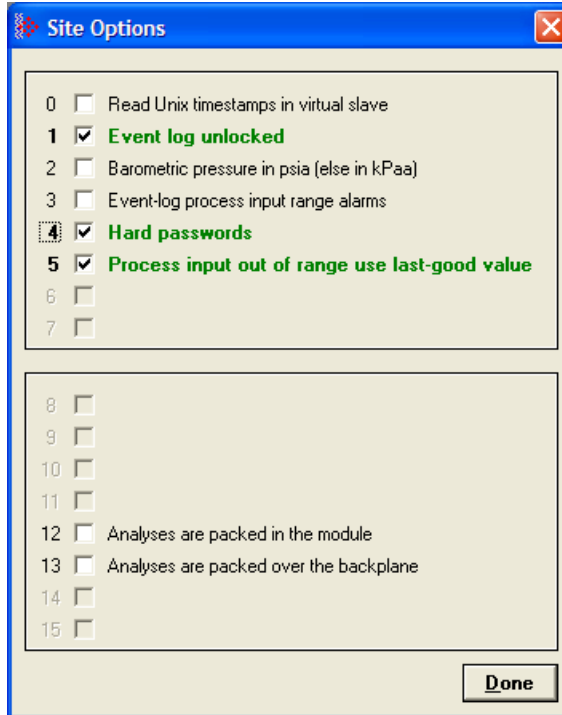 Site Options
0 Read Unix timestamps in virtual slave
1 Event log unlocked
2 Barometric pressure in psia (else in kPaa)
3 Event-log process input range alarms
4 Hard passwords
5 Process input out of range use last-good value
6
7
8
9
10
11
12 Analyses are packed in the module
13 Analyses are packed over the backplane
14
15
Done